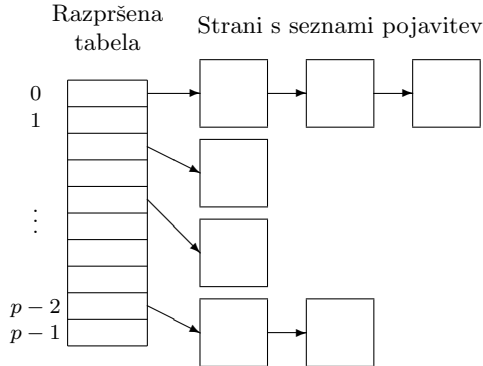 Razpršena
tabela
Strani s seznami pojavitev
0
1
⋮
p − 2
p − 1